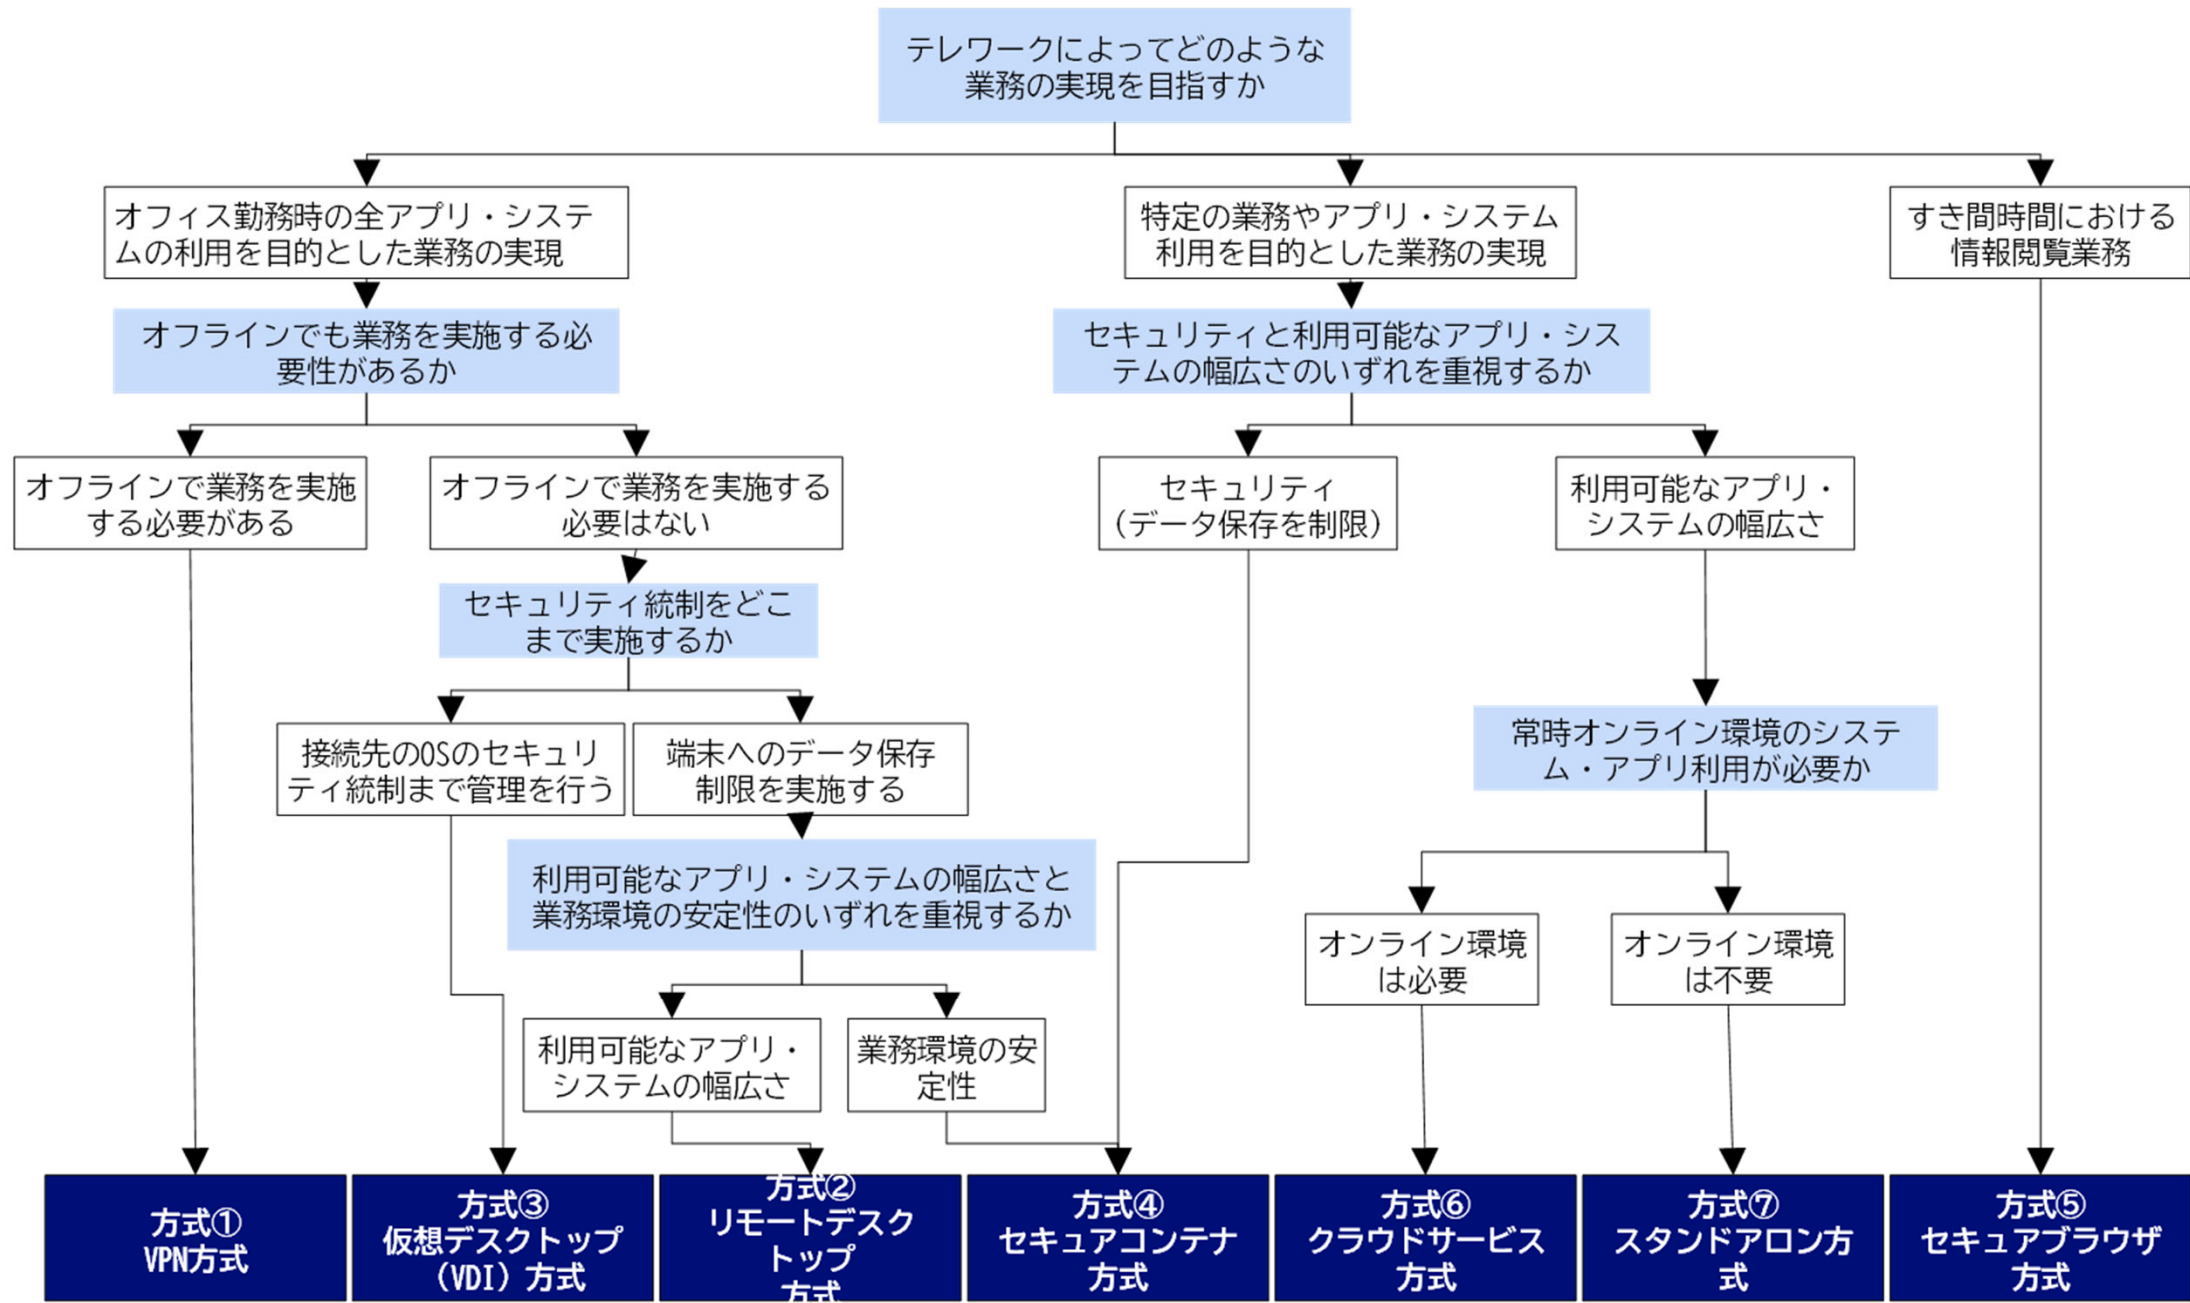 テレワークによってどのような
業務の実現を目指すか
オフィス勤務時の全アプリ・システ
ムの利用を目的とした業務の実現
特定の業務やアプリ・システム
利用を目的とした業務の実現
すき間時間における
情報閲覧業務
オフラインでも業務を実施する必
要性があるか
セキュリティと利用可能なアプリ・シス
テムの幅広さのいずれを重視するか
オフラインで業務を実施
する必要がある
オフラインで業務を実施する
必要はない
セキュリティ
（データ保存を制限）
利用可能なアプリ・
システムの幅広さ
セキュリティ統制をどこ
まで実施するか
接続先のOSのセキュリ
ティ統制まで管理を行う
端末へのデータ保存
制限を実施する
常時オンライン環境のシステ
ム・アプリ利用が必要か
利用可能なアプリ・システムの幅広さと
業務環境の安定性のいずれを重視するか
オンライン環境
は必要
オンライン環境
は不要
利用可能なアプリ・
システムの幅広さ
業務環境の安
定性
方式①
VPN方式
方式③
仮想デスクトップ
（VDI）方式
方式②
リモートデスク
トップ
方式
方式④
セキュアコンテナ
方式
方式⑥
クラウドサービス
方式
方式⑦
スタンドアロン方
式
方式⑤
セキュアブラウザ
方式